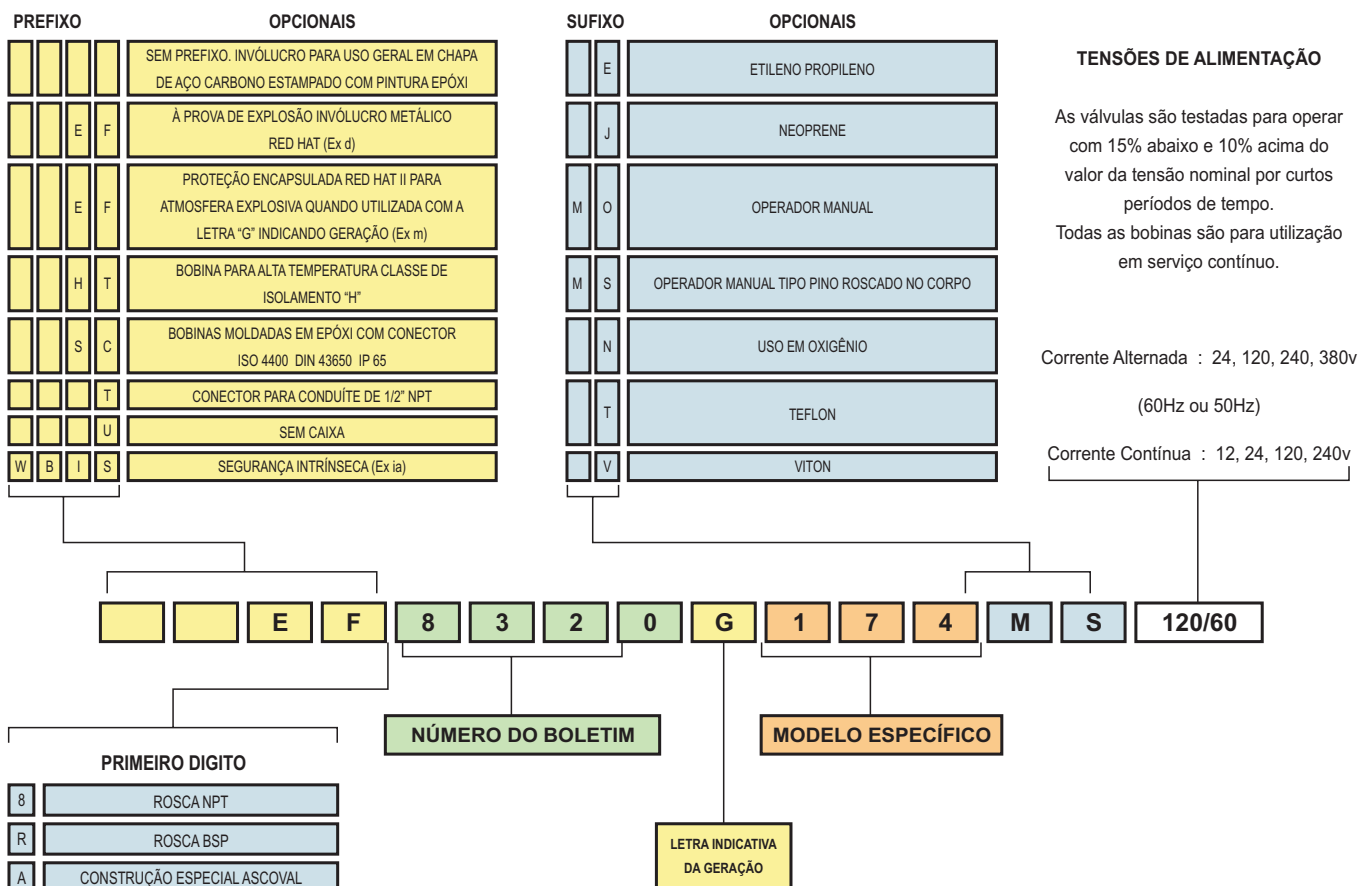 PREFIXO
OPCIONAIS
SEM PREFIXO. INVÓLUCRO PARA USO GERAL EM CHAPA
DE AÇO CARBONO ESTAMPADO COM PINTURA EPÓXI
E F
À PROVA DE EXPLOSÃO INVÓLUCRO METÁLICO
RED HAT (Ex d)
E F
PROTEÇÃO ENCAPSULADA RED HAT II PARA
ATMOSFERA EXPLOSIVA QUANDO UTILIZADA COM A
LETRA “G” INDICANDO GERAÇÃO (Ex m)
H T
BOBINA PARA ALTA TEMPERATURA CLASSE DE
ISOLAMENTO “H”
S C
BOBINAS MOLDADAS EM EPÓXI COM CONECTOR
ISO 4400 DIN 43650 IP 65
T CONECTOR PARA CONDUÍTE DE 1/2” NPT
U SEM CAIXA
W B I S SEGURANÇA INTRÍNSECA (Ex ia)
SUFIXO
OPCIONAIS
E ETILENO PROPILENO
J NEOPRENE
M O OPERADOR MANUAL
M S OPERADOR MANUAL TIPO PINO ROSCADO NO CORPO
N USO EM OXIGÊNIO
T TEFLON
V VITON
TENSÕES DE ALIMENTAÇÃO
As válvulas são testadas para operar
com 15% abaixo e 10% acima do
valor da tensão nominal por curtos
períodos de tempo.
Todas as bobinas são para utilização
em serviço contínuo.
Corrente Alternada : 24, 120, 240, 380v
(60Hz ou 50Hz)
Corrente Contínua : 12, 24, 120, 240v
E F 8 3 2 0 G 1 7 4 M S 120/60
NÚMERO DO BOLETIM
MODELO ESPECÍFICO
PRIMEIRO DIGITO
8 ROSCA NPT
R ROSCA BSP
A CONSTRUÇÃO ESPECIAL ASCOVAL
LETRA INDICATIVA
DA GERAÇÃO